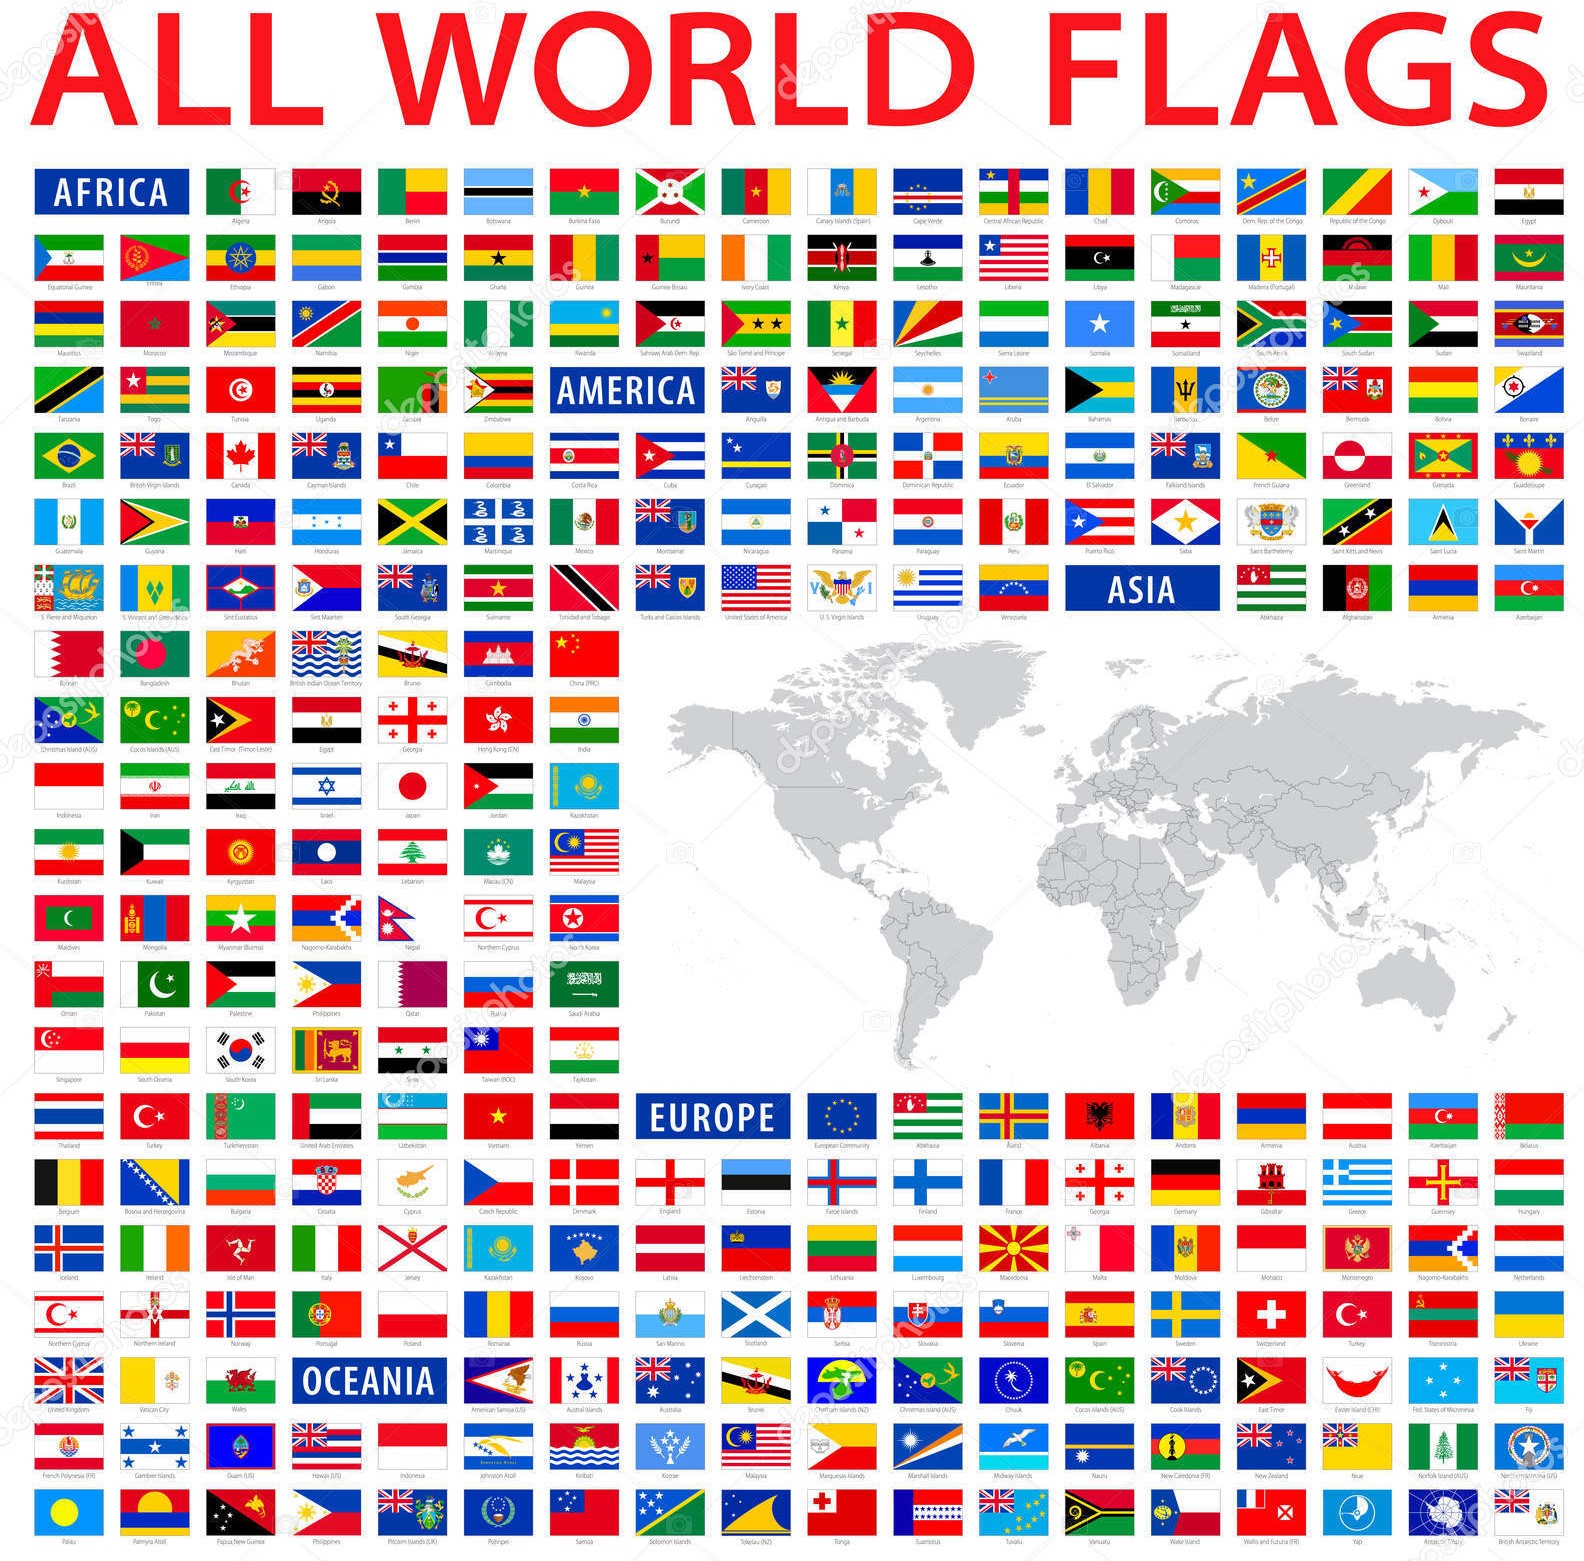 ALL WORLD FLAGS
AFRICA
Algeria Angola Benin Botswana Burkina Faso Burundi Cameroon Canary Islands (Spain) Cape Verde Central African Republic Chad Comoros Dem. Rep. of the Congo Republic of the Congo Djibouti Egypt
Equatorial Guinea Eritrea Ethiopia Gabon Gambia Ghana Guinea Guinea-Bissau Ivory Coast Kenya Lesotho Liberia Libya Madagascar Madeira (Portugal) Malawi Mali Mauritania
Mauritius Morocco Mozambique Namibia Niger Rwanda Sahrawi Arab Dem. Rep. São Tomé and Príncipe Senegal Seychelles Sierra Leone Somalia Somaliland South Africa South Sudan Sudan Swaziland
Tanzania Togo Tunisia Uganda Zambia Zimbabwe
AMERICA
Anguilla Antigua and Barbuda Argentina Aruba Bahamas Barbados Belize Bermuda Bolivia Bonaire
Brazil British Virgin Islands Canada Cayman Islands Chile Colombia Costa Rica Cuba Curaçao Dominica Dominican Republic Ecuador El Salvador Falkland Islands French Guiana Greenland Grenada Guadeloupe
Guatemala Guyana Haiti Honduras Jamaica Martinique Mexico Montserrat Nicaragua Panama Paraguay Peru Puerto Rico Saba Saint Barthelemy Saint Kitts and Nevis Saint Lucia Saint Martin
S. Pierre and Miquelon S. Vincent and Grenadines Sint Eustatius Sint Maarten South Georgia Suriname Trinidad and Tobago Turks and Caicos Islands United States of America U. S. Virgin Islands Uruguay Venezuela
ASIA
Abkhazia Afghanistan Armenia Azerbaijan
Bahrain Bangladesh Bhutan British Indian Ocean Territory Brunei Cambodia China (PRC)
Christmas Island (AUS) Cocos Islands (AUS) East Timor (Timor-Leste) Egypt Georgia Hong Kong (CN) India
Indonesia Iran Iraq Israel Japan Jordan Kazakhstan
Kurdistan Kuwait Kyrgyzstan Laos Lebanon Macau (CN) Malaysia
Maldives Mongolia Myanmar (Burma) Nagorno-Karabakhs Nepal Northern Cyprus North Korea
Oman Pakistan Palestine Philippines Qatar Russia Saudi Arabia
Singapore South Ossetia South Korea Sri Lanka Syria Taiwan (ROC) Tajikistan
Thailand Turkey Turkmenistan United Arab Emirates Uzbekistan Vietnam Yemen
EUROPE
European Community Abkhazia Åland Albania Andorra Armenia Austria Azerbaijan Belarus
Belgium Bosnia and Hercegovina Bulgaria Croatia Cyprus Czech Republic Denmark England Estonia Faroe Islands Finland France Georgia Germany Gibraltar Greece Guernsey Hungary
Iceland Ireland Isle of Man Italy Jersey Kazakhstan Kosovo Latvia Liechtenstein Lithuania Luxembourg Macedonia Malta Moldova Monaco Montenegro Nagorno-Karabakhs Netherlands
Northern Cyprus Northern Ireland Norway Portugal Poland Romania Russia San Marino Scotland Serbia Slovakia Slovenia Spain Sweden Switzerland Turkey Transnistria Ukraine
United Kingdom Vatican City Wales
OCEANIA
American Samoa (US) Austral Islands Australia Brunei Chatham Islands (NZ) Christmas Island (AUS) Chuuk Cocos Islands (AUS) Cook Islands East Timor Easter Island (CHI) Fed. States of Micronesia Fiji
French Polynesia (FR) Gambier Islands Guam (US) Hawaii (US) Indonesia Johnston Atoll Kiribati Kosrae Malaysia Marquesas Islands Marshall Islands Midway Islands Nauru New Caledonia (FR) New Zealand Niue Norfolk Island (AUS) Northern Mariana (US)
Palau Palmyra Atoll Papua New Guinea Philippines Pitcairn Islands (UK) Pohnpei Samoa Solomon Islands Tokelau (NZ) Tonga Tuamotus Tuvalu Vanuatu Wake Island Wallis and Futuna (FR) Yap Antarctic Treaty British Antarctic Territory
depositphotos